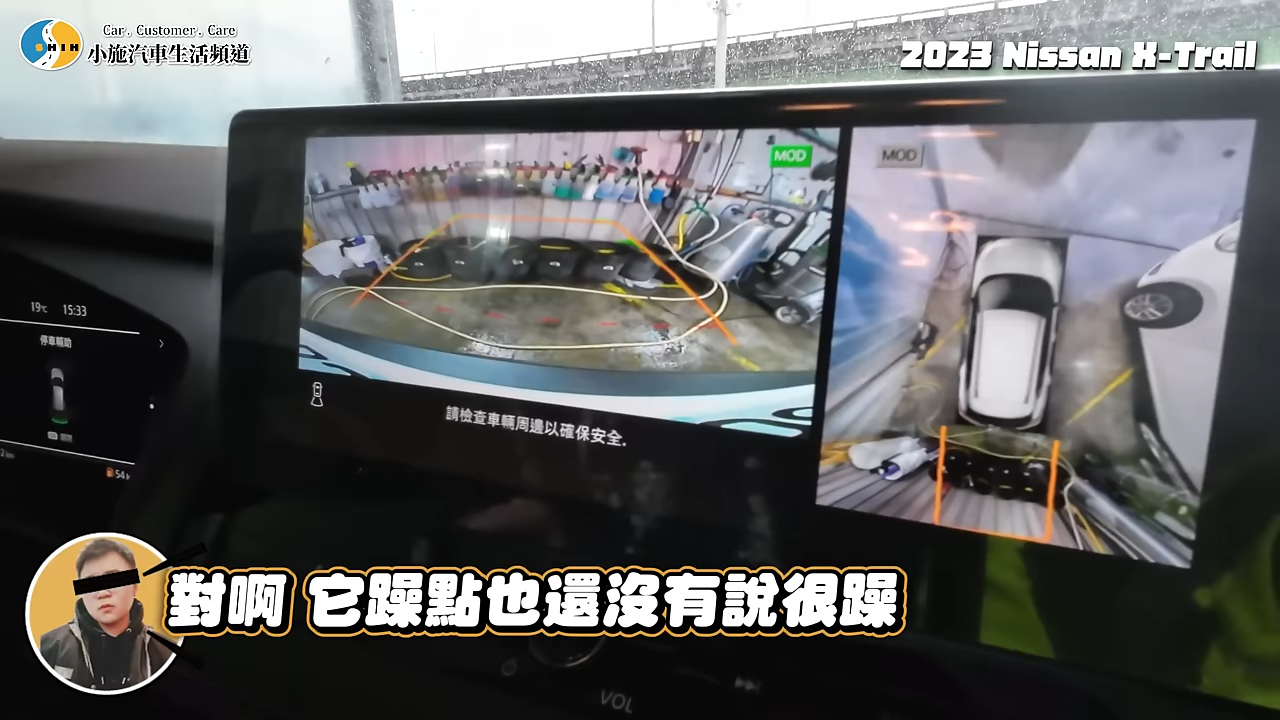 Car . Customer. Care
SHIH
小施汽車生活頻道
2023 Nissan X-Trail
MOD
MOD
19℃ 15:33
停車輔助
請檢查車輛周邊以確保安全.
54
對啊 它躁點也還沒有說很躁
VOL